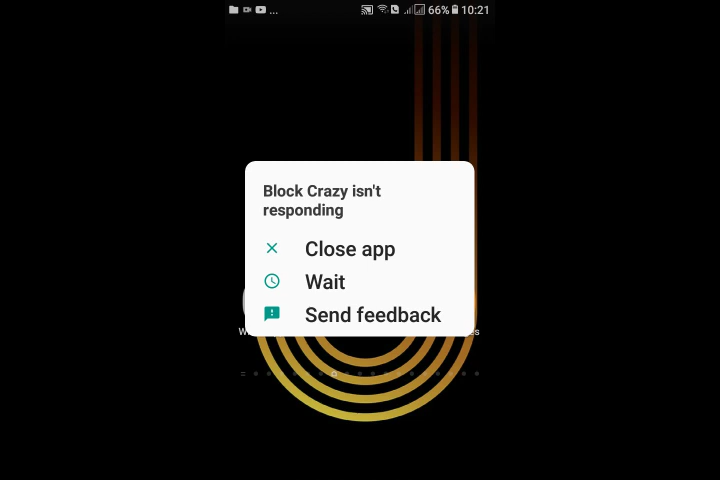 ... 66% 10:21
Block Crazy isn't
responding
Close app
Wait
Send feedback